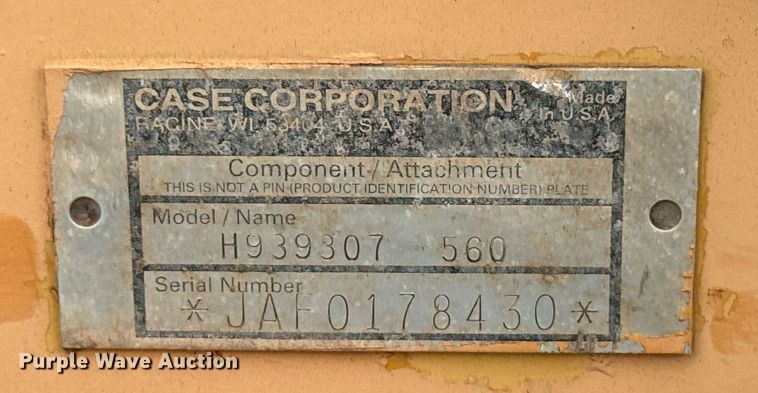 CASE CORPORATION
RACINE WI. 53404 U.S.A.
Made
In U.S.A.
Component / Attachment
THIS IS NOT A PIN (PRODUCT IDENTIFICATION NUMBER) PLATE
Model / Name
H939307 560
Serial Number
*JAF0178430*
Purple Wave Auction